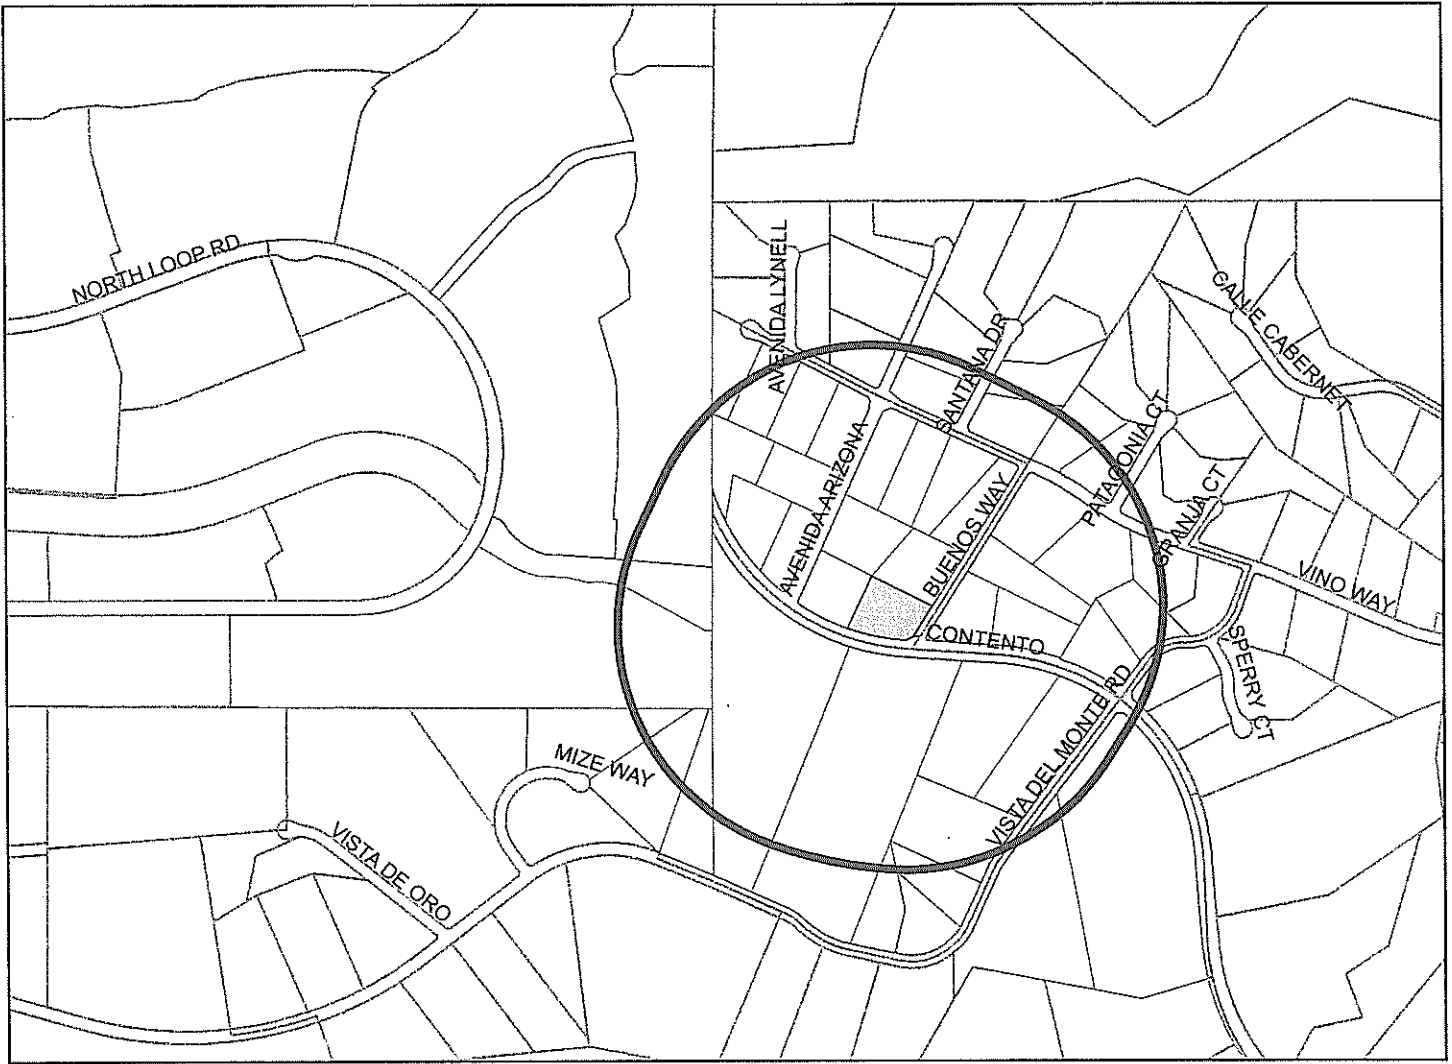 NORTH LOOP RD
AVENIDA LYNELL
SANTANA DR
CALLE CABERNET
PATAGONIA CT
GRANJA CT
AVENIDA ARIZONA
BUENOS WAY
VINO WAY
CONTENTO
SPERRY CT
VISTA DEL MONTE RD
MIZE WAY
VISTA DE ORO